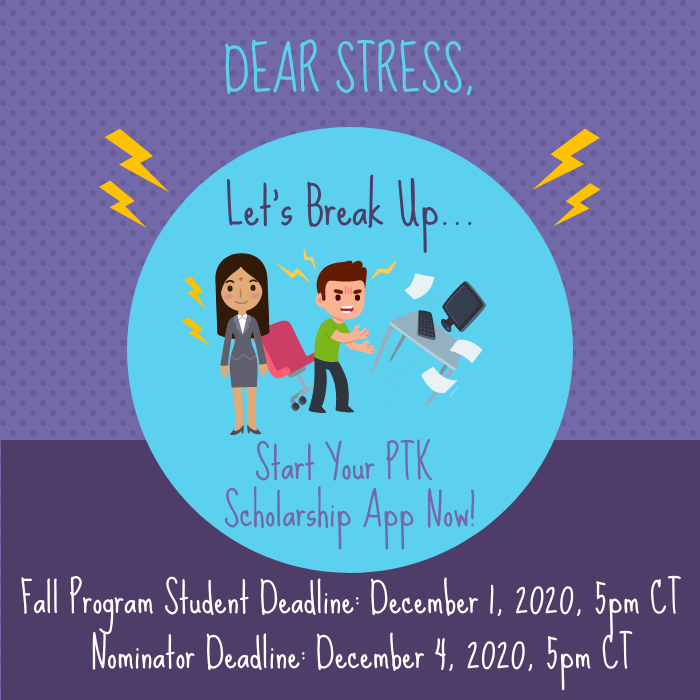 DEAR STRESS,
Let's Break Up...
Start Your PTK
Scholarship App Now!
Fall Program Student Deadline: December 1, 2020, 5pm CT
Nominator Deadline: December 4, 2020, 5pm CT